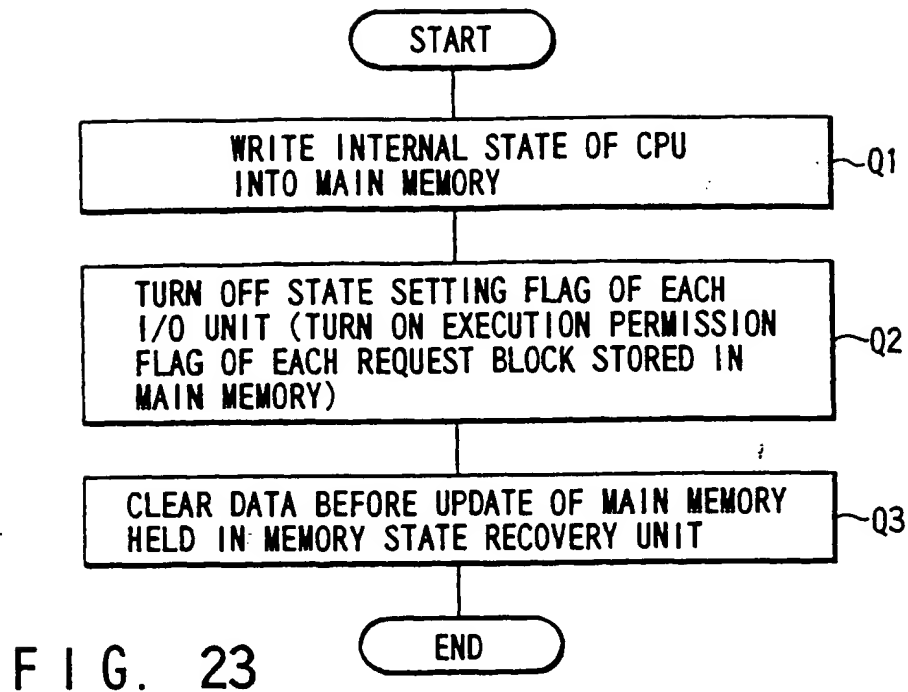 START
WRITE INTERNAL STATE OF CPU
INTO MAIN MEMORY
Q1
TURN OFF STATE SETTING FLAG OF EACH
I/O UNIT (TURN ON EXECUTION PERMISSION
FLAG OF EACH REQUEST BLOCK STORED IN
MAIN MEMORY)
Q2
CLEAR DATA BEFORE UPDATE OF MAIN MEMORY
HELD IN MEMORY STATE RECOVERY UNIT
Q3
END
FIG. 23